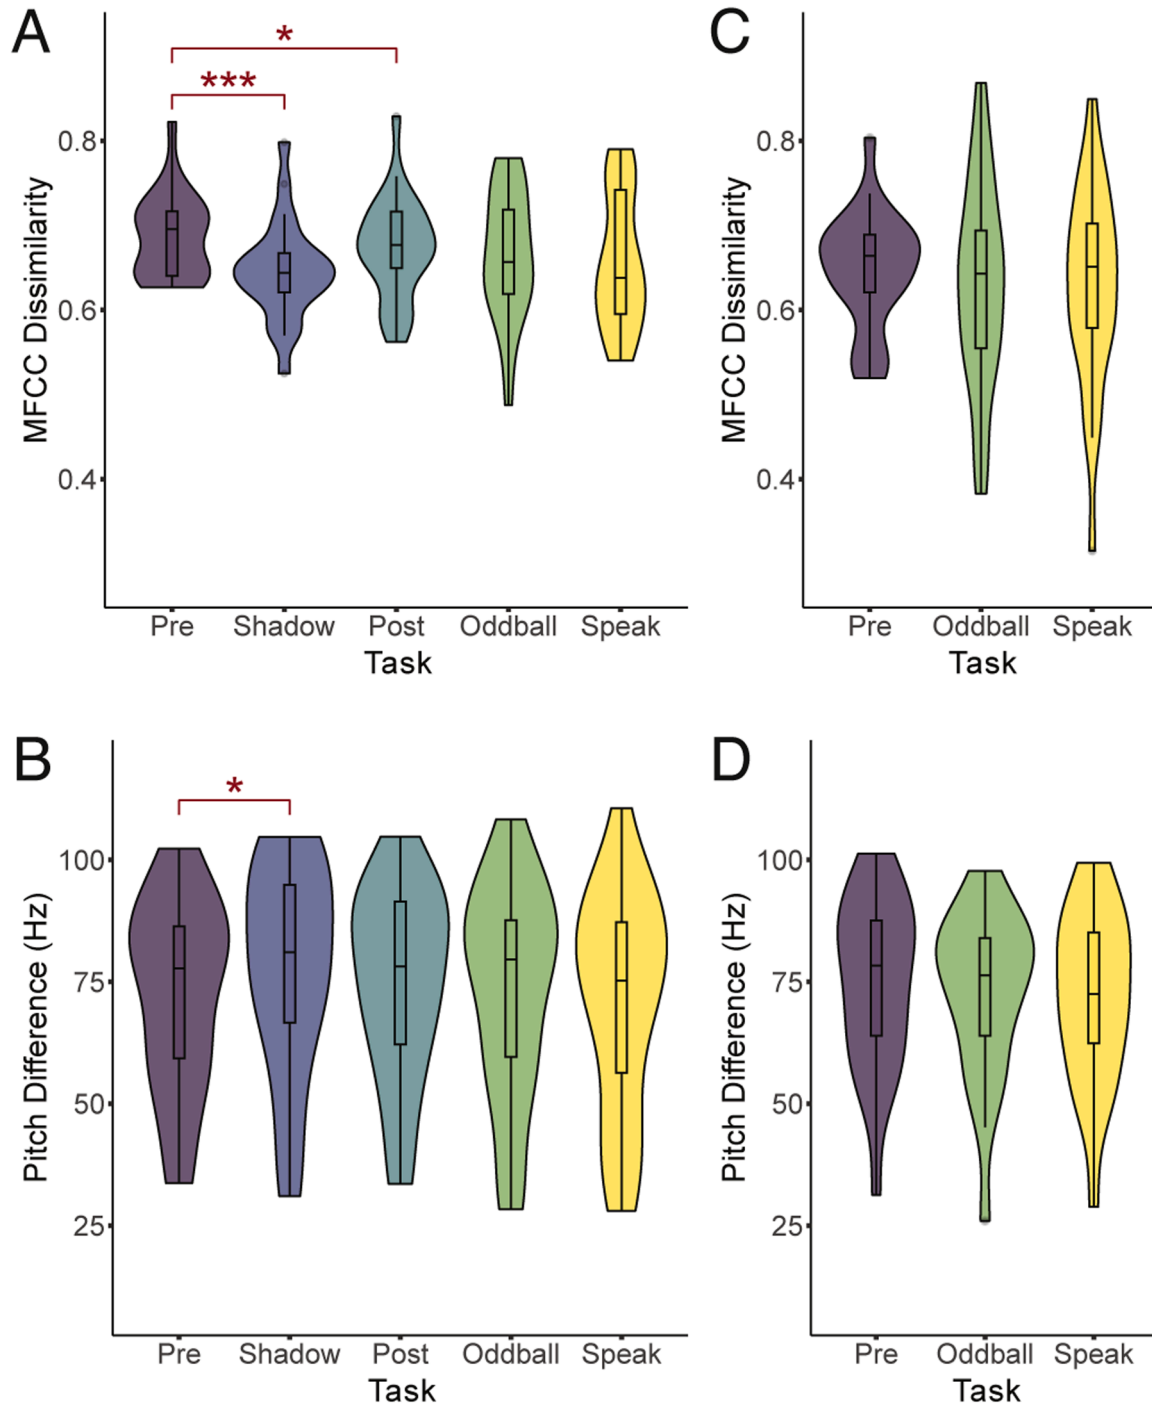 A
*
***
MFCC Dissimilarity
0.8
0.6
0.4
Pre Shadow Post Oddball Speak
Task
C
MFCC Dissimilarity
0.8
0.6
0.4
Pre Oddball Speak
Task
B
*
Pitch Difference (Hz)
100
75
50
25
Pre Shadow Post Oddball Speak
Task
D
Pitch Difference (Hz)
100
75
50
25
Pre Oddball Speak
Task